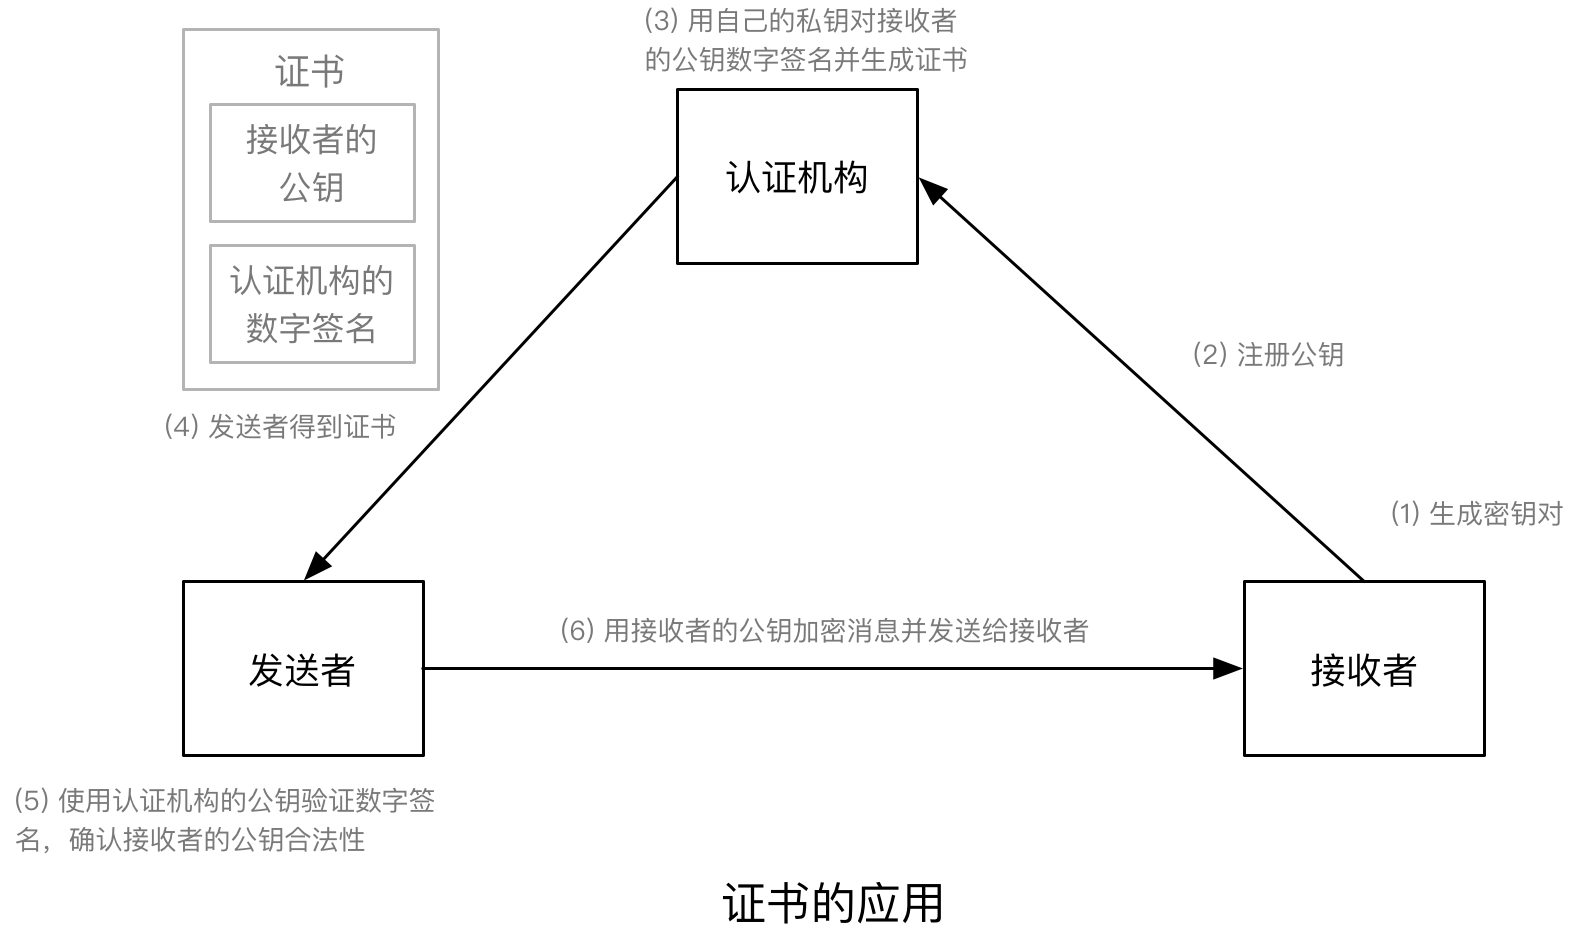 (3) 用自己的私钥对接收者
的公钥数字签名并生成证书
证书
接收者的
公钥
认证机构的
数字签名
认证机构
(2) 注册公钥
(4) 发送者得到证书
(1) 生成密钥对
(6) 用接收者的公钥加密消息并发送给接收者
发送者
接收者
(5) 使用认证机构的公钥验证数字签
名，确认接收者的公钥合法性
证书的应用